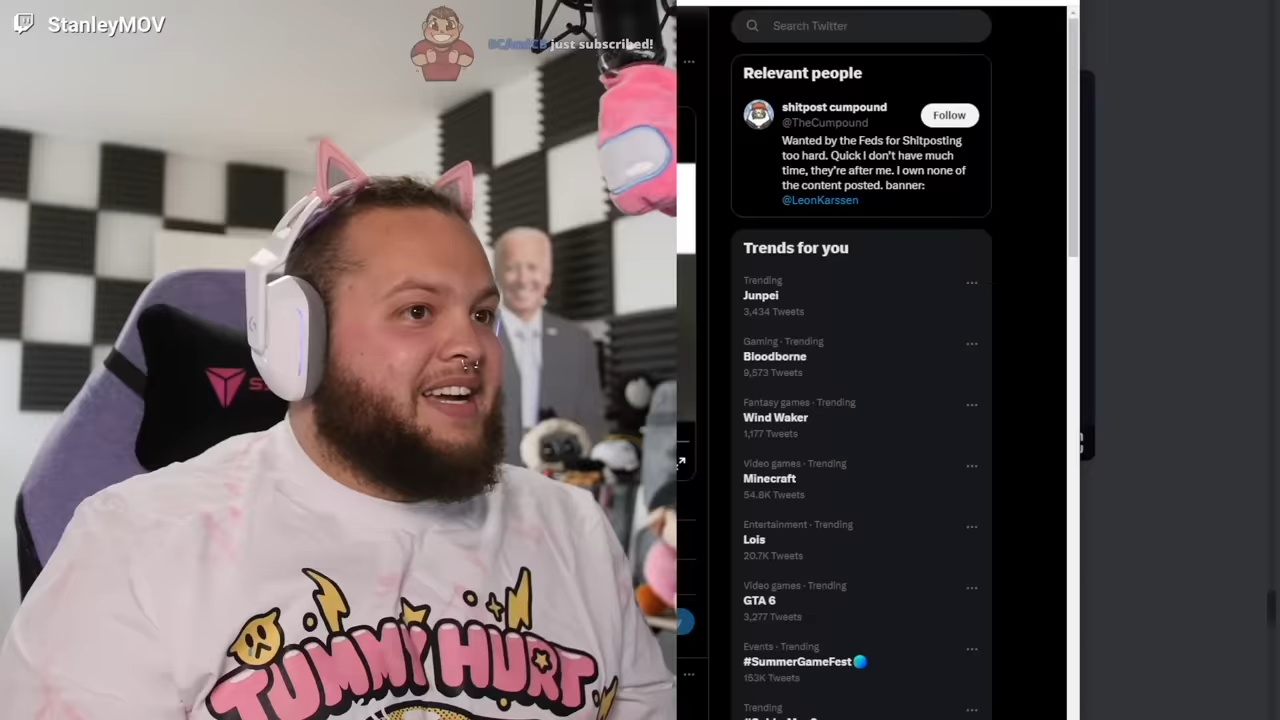 StanleyMOV
BCAndCB just subscribed!
Search Twitter
Relevant people
shitpost cumpound
@TheCumpound
Follow
Wanted by the Feds for Shitposting
too hard. Quick I don't have much
time, they're after me. I own none of
the content posted. banner:
@LeonKarssen
Trends for you
Trending
Junpei
3,434 Tweets
Gaming · Trending
Bloodborne
9,573 Tweets
Fantasy games · Trending
Wind Waker
1,177 Tweets
Video games · Trending
Minecraft
54.8K Tweets
Entertainment · Trending
Lois
20.7K Tweets
Video games · Trending
GTA 6
3,277 Tweets
Events · Trending
#SummerGameFest
153K Tweets
Trending
TUMMY HURT